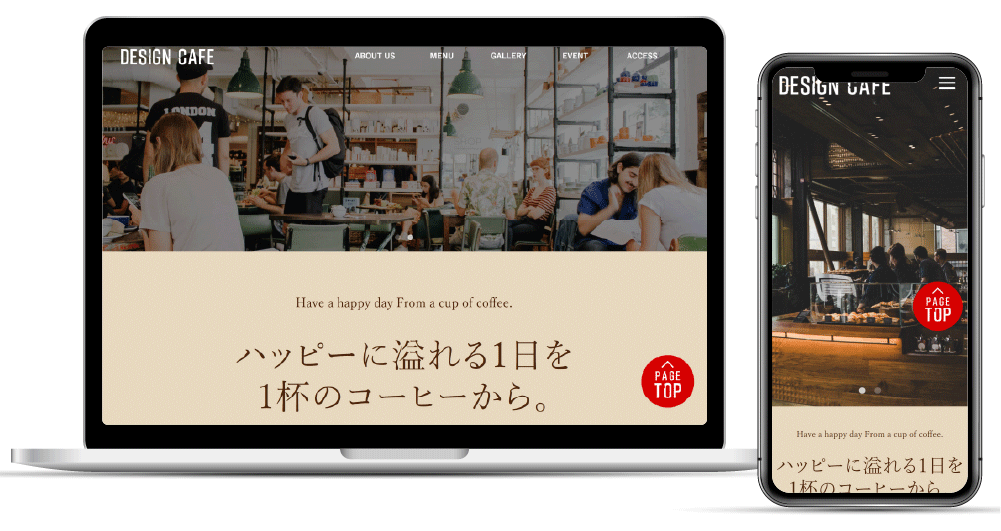 DESIGN CAFE
ABOUT US
MENU
GALLERY
EVENT
ACCESS
LONDON
Have a happy day From a cup of coffee.
ハッピーに溢れる1日を
1杯のコーヒーから。
PAGE
TOP
DESIGN CAFE
PAGE
TOP
Have a happy day From a cup of coffee.
ハッピーに溢れる1日を
1杯のコーヒーから